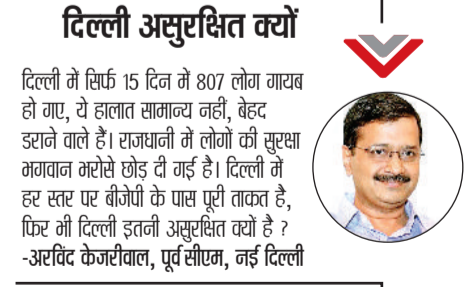 दिल्ली असुरक्षित क्यों
दिल्ली में सिर्फ 15 दिन में 807 लोग गायब
हो गए, ये हालात सामान्य नहीं, बेहद
डराने वाले हैं। राजधानी में लोगों की सुरक्षा
भगवान भरोसे छोड़ दी गई है। दिल्ली में
हर स्तर पर बीजेपी के पास पूरी ताकत है,
फिर भी दिल्ली इतनी असुरक्षित क्यों है ?
-अरविंद केजरीवाल, पूर्व सीएम, नई दिल्ली